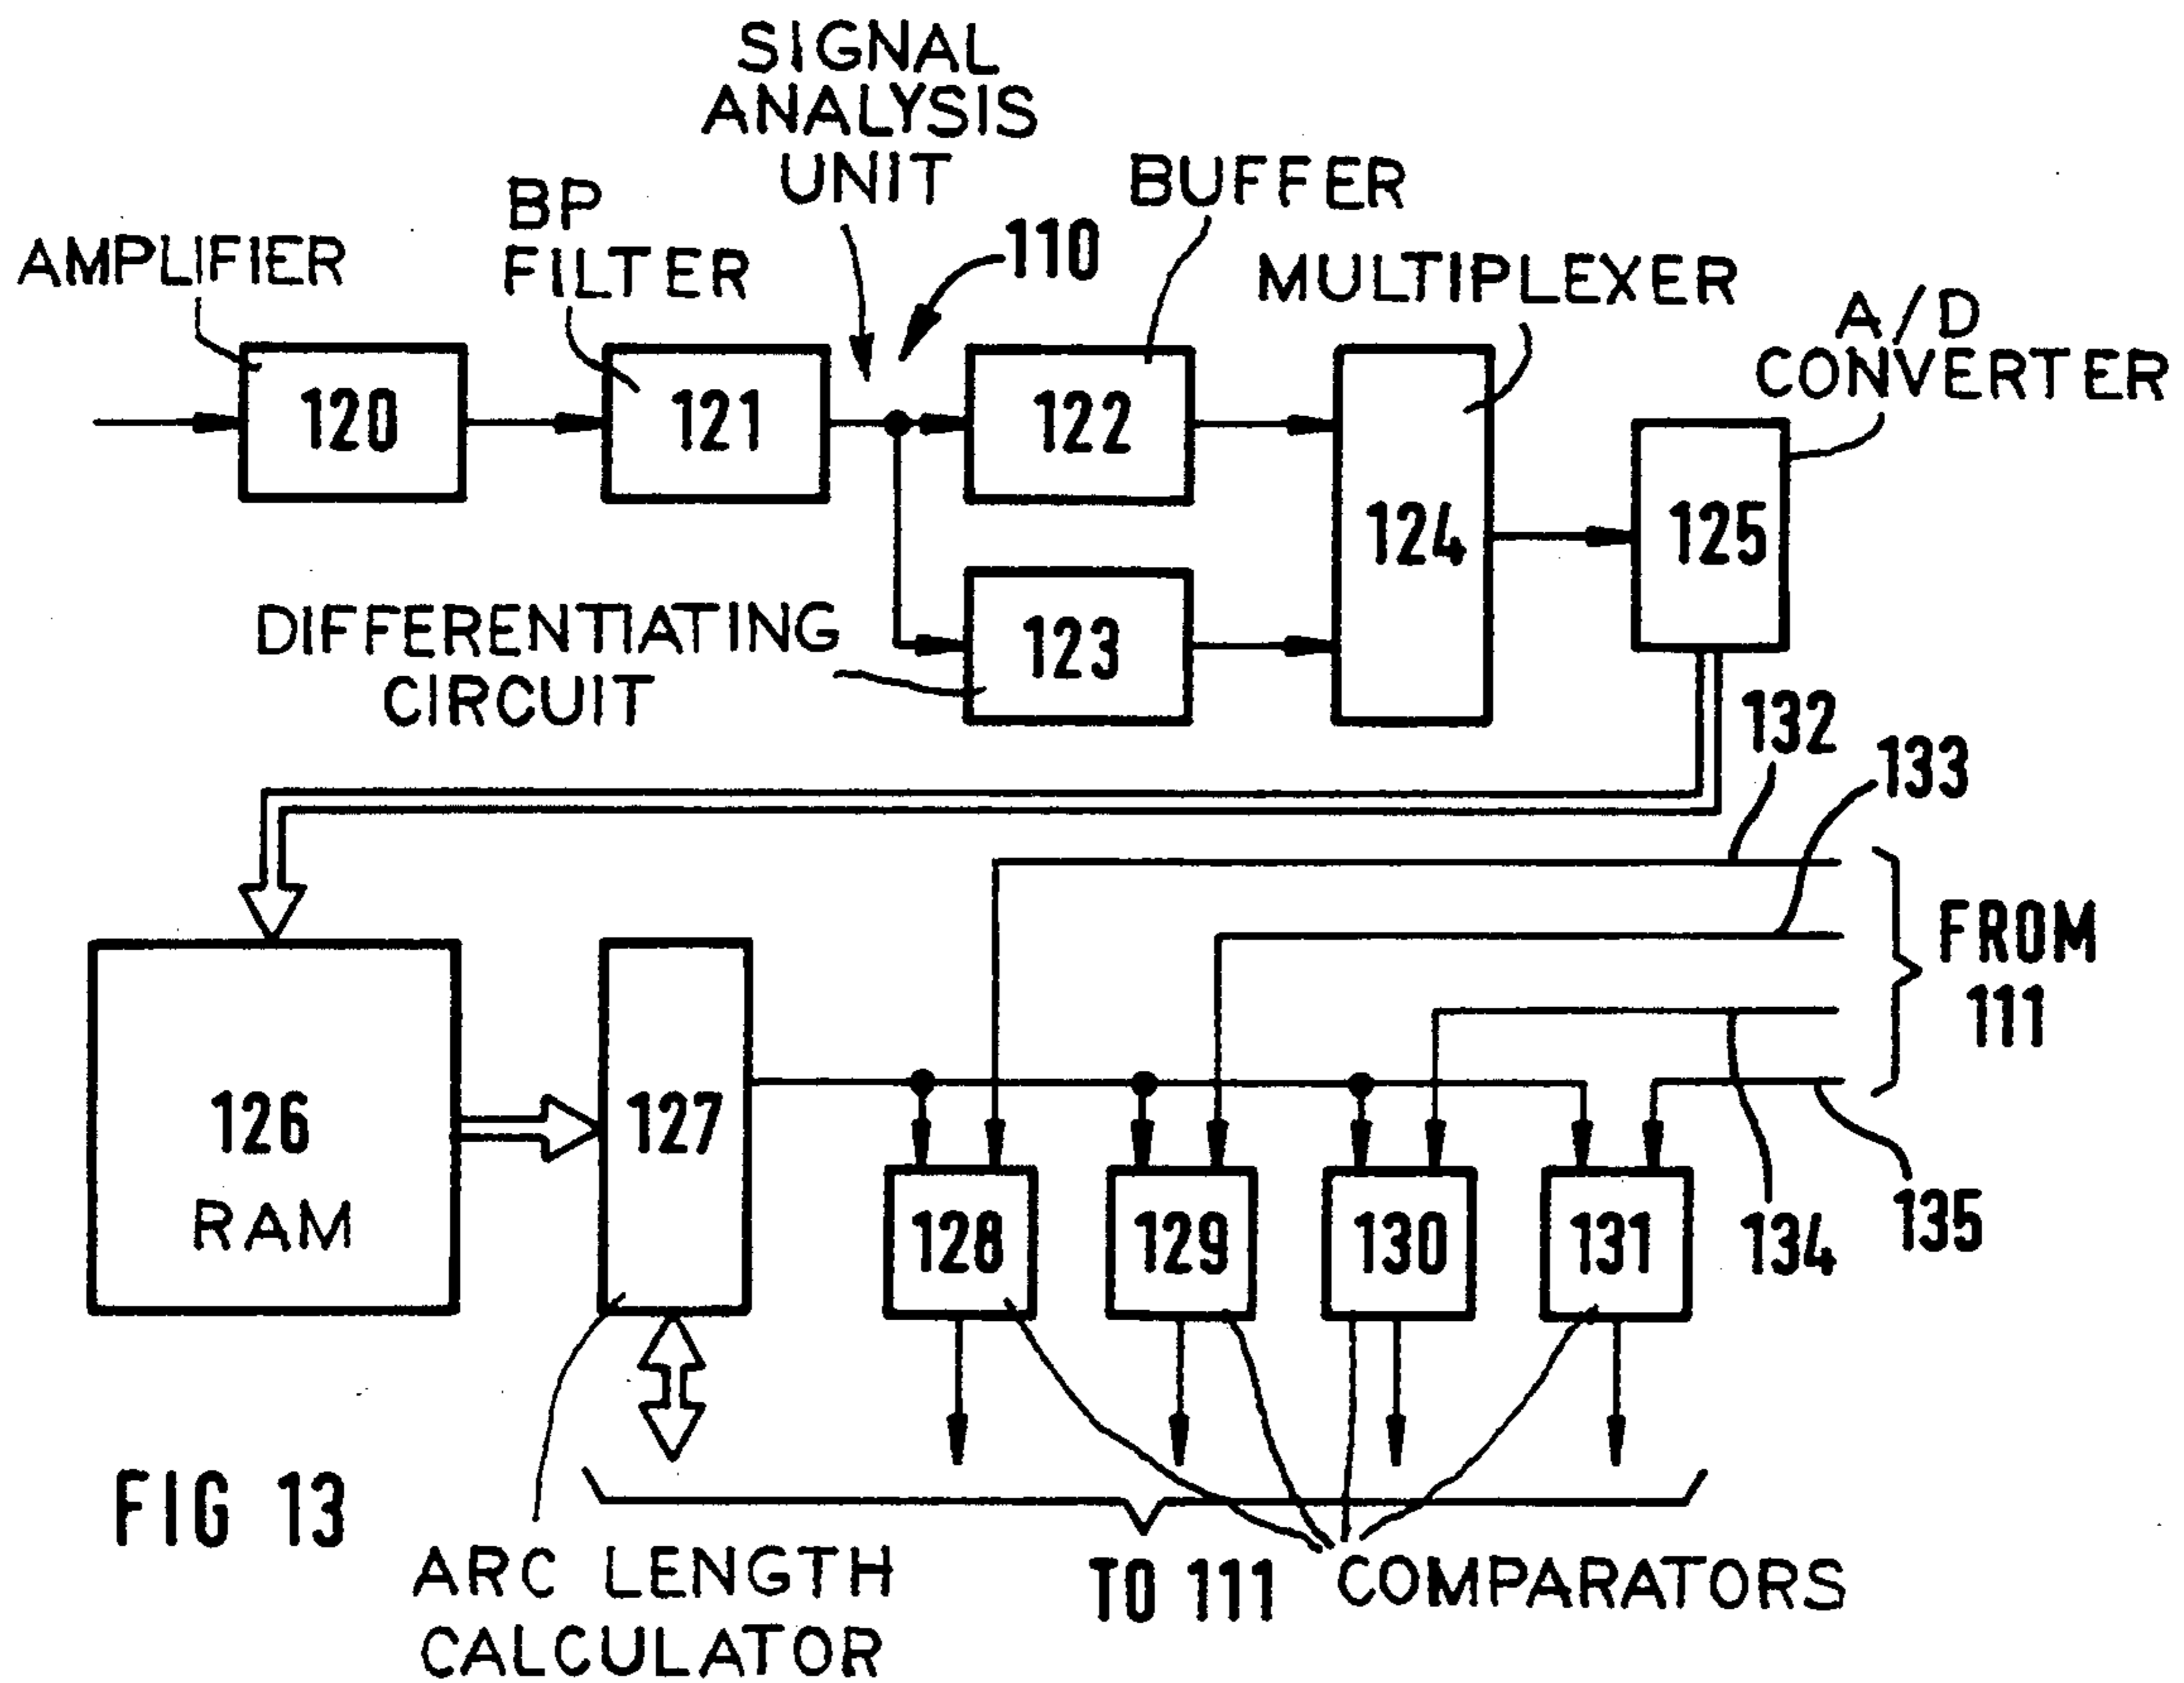 SIGNAL
ANALYSIS
UNIT
BUFFER
BP
FILTER
110
AMPLIFIER
MULTIPLEXER
A/D
CONVERTER
120
121
122
124
125
DIFFERENTIATING
CIRCUIT
123
132
133
FROM
111
126
RAM
127
128
129
130
131
134
135
FIG 13
ARC LENGTH
CALCULATOR
TO 111
COMPARATORS